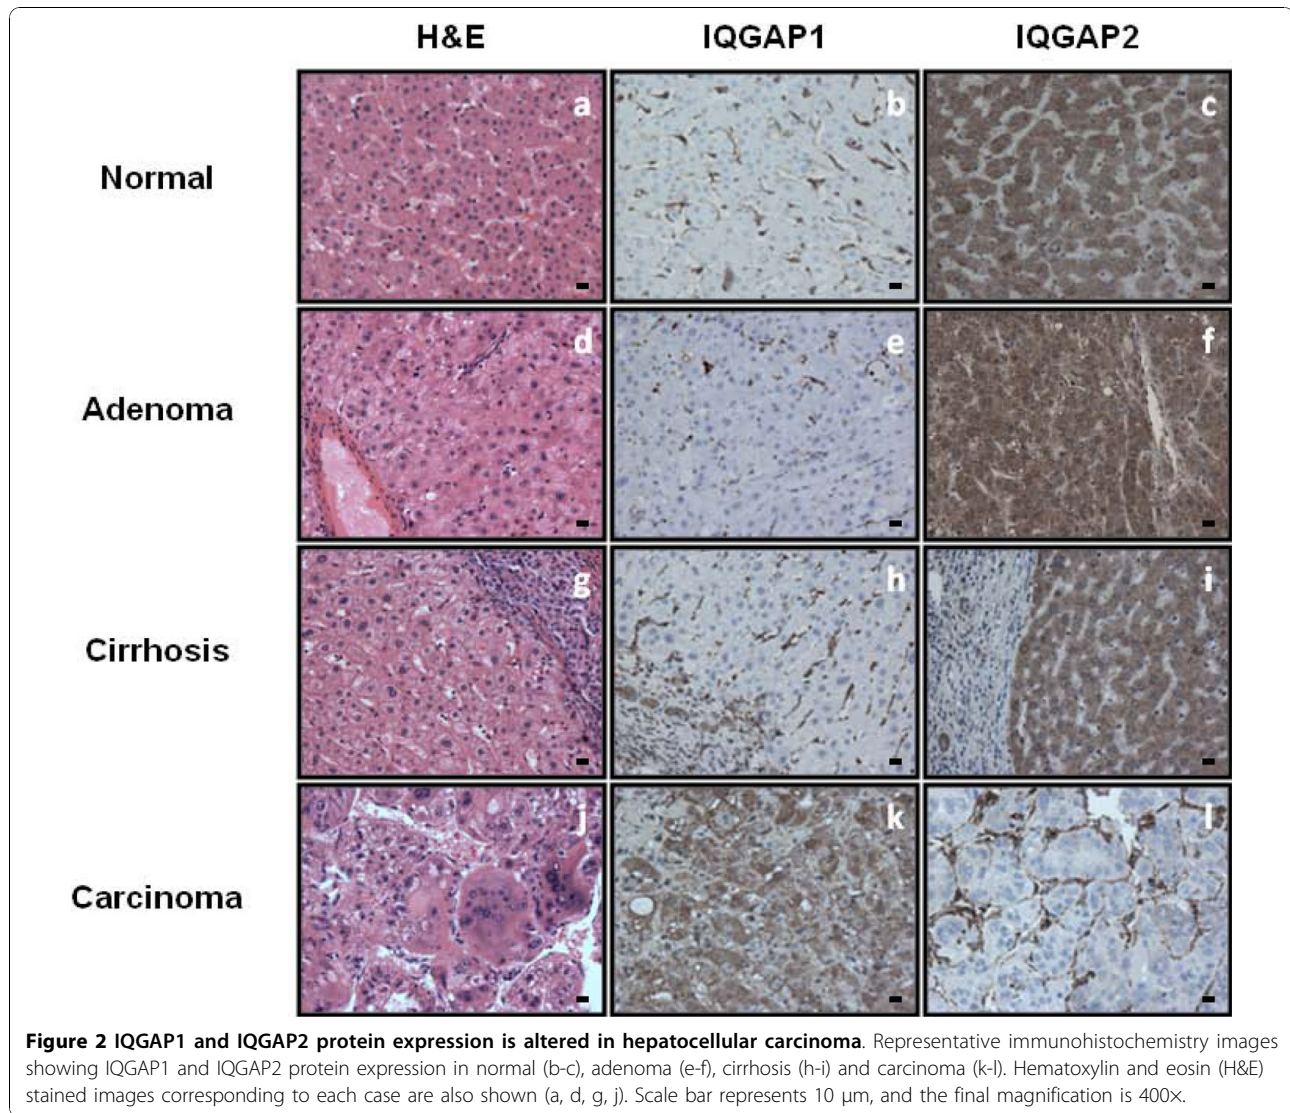 H&E IQGAP1 IQGAP2
Normal a b c
Adenoma d e f
Cirrhosis g h i
Carcinoma j k l
Figure 2 IQGAP1 and IQGAP2 protein expression is altered in hepatocellular carcinoma. Representative immunohistochemistry images
showing IQGAP1 and IQGAP2 protein expression in normal (b-c), adenoma (e-f), cirrhosis (h-i) and carcinoma (k-l). Hematoxylin and eosin (H&E)
stained images corresponding to each case are also shown (a, d, g, j). Scale bar represents 10 μm, and the final magnification is 400×.